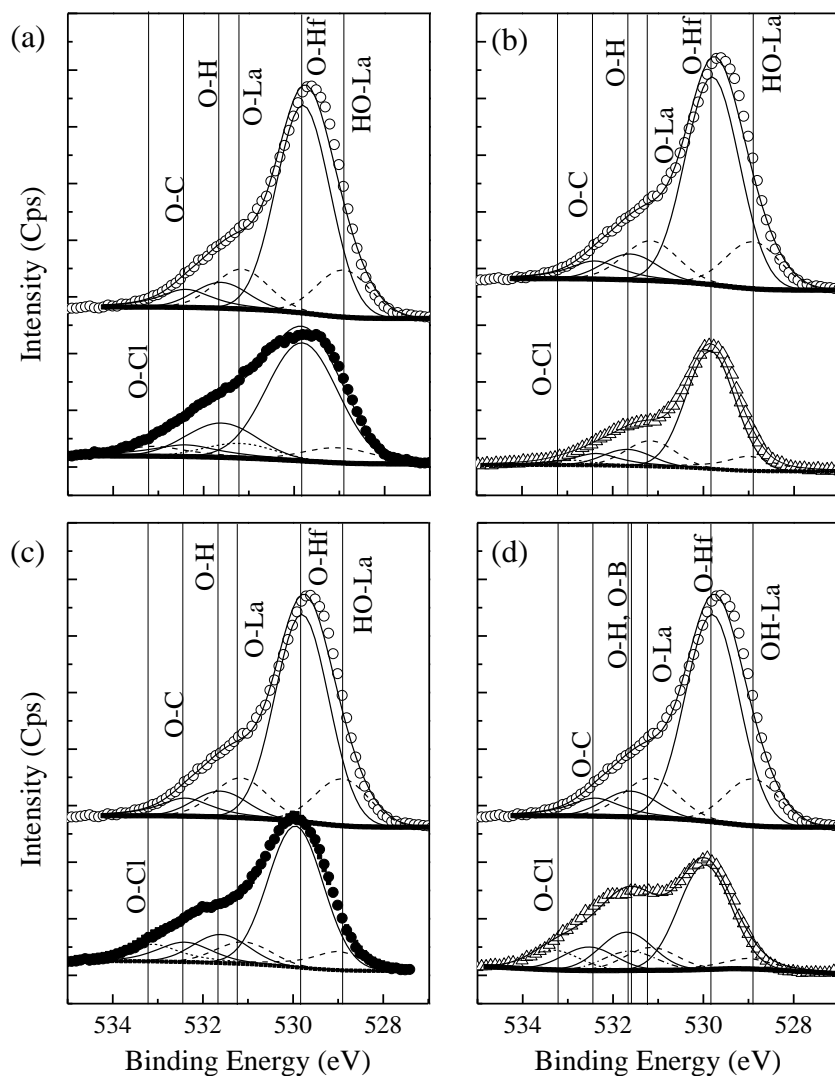 (a)
O-Cl
O-C
O-H
O-La
O-Hf
HO-La
(b)
O-Cl
O-C
O-H
O-La
O-Hf
HO-La
Intensity (Cps)
(c)
O-Cl
O-C
O-H
O-La
O-Hf
HO-La
534 532 530 528
Binding Energy (eV)
(d)
O-Cl
O-C
O-H, O-B
O-La
O-Hf
OH-La
534 532 530 528
Binding Energy (eV)
Intensity (Cps)